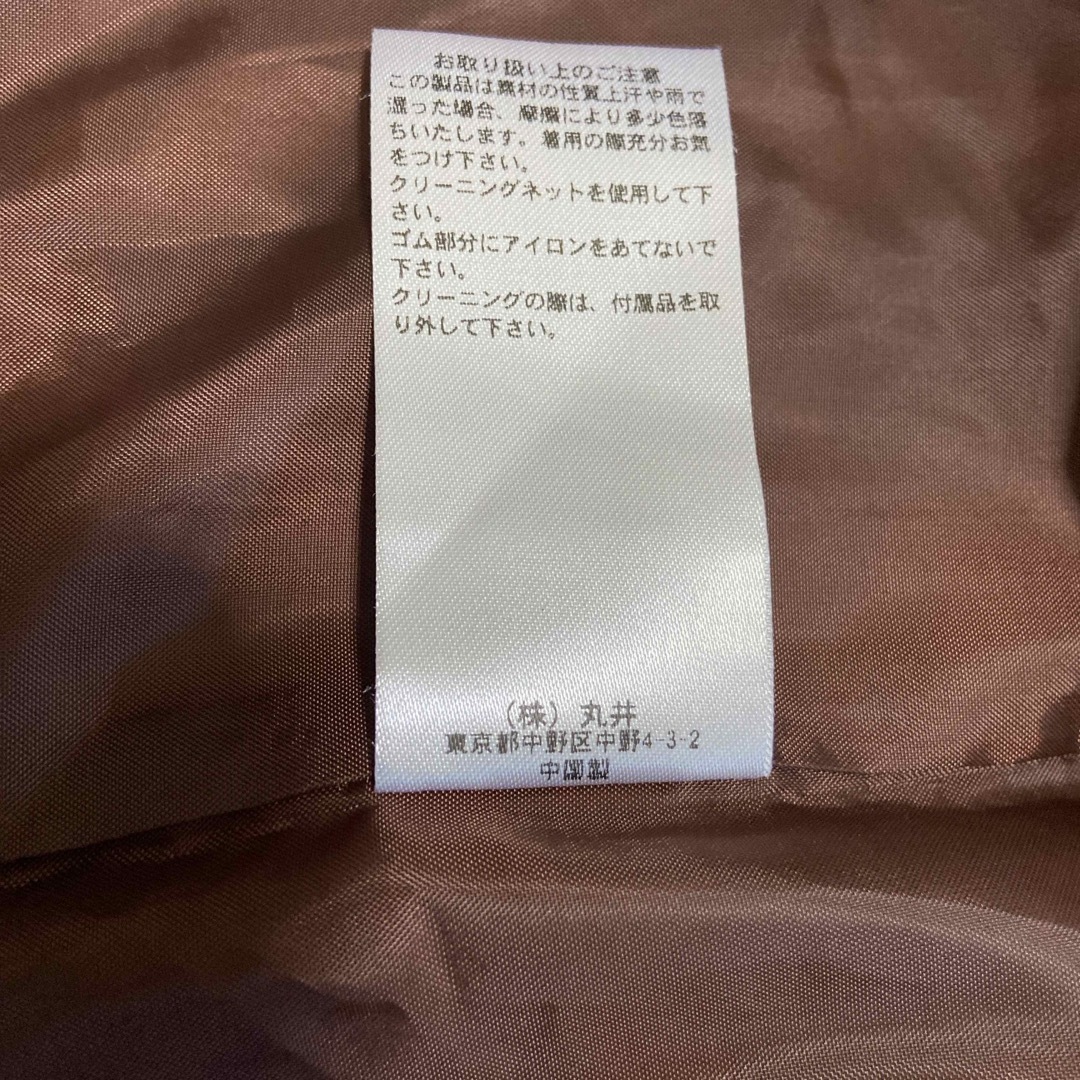 お取り扱い上のご注意
この製品は素材の性質上汗や雨で
湿った場合、摩擦により多少色落
ちいたします。着用の際充分お気
をつけ下さい。
クリーニングネットを使用して下
さい。
ゴム部分にアイロンをあてないで
下さい。
クリーニングの際は、付属品を取
り外して下さい。
(株) 丸井
東京都中野区中野4-3-2
中国製